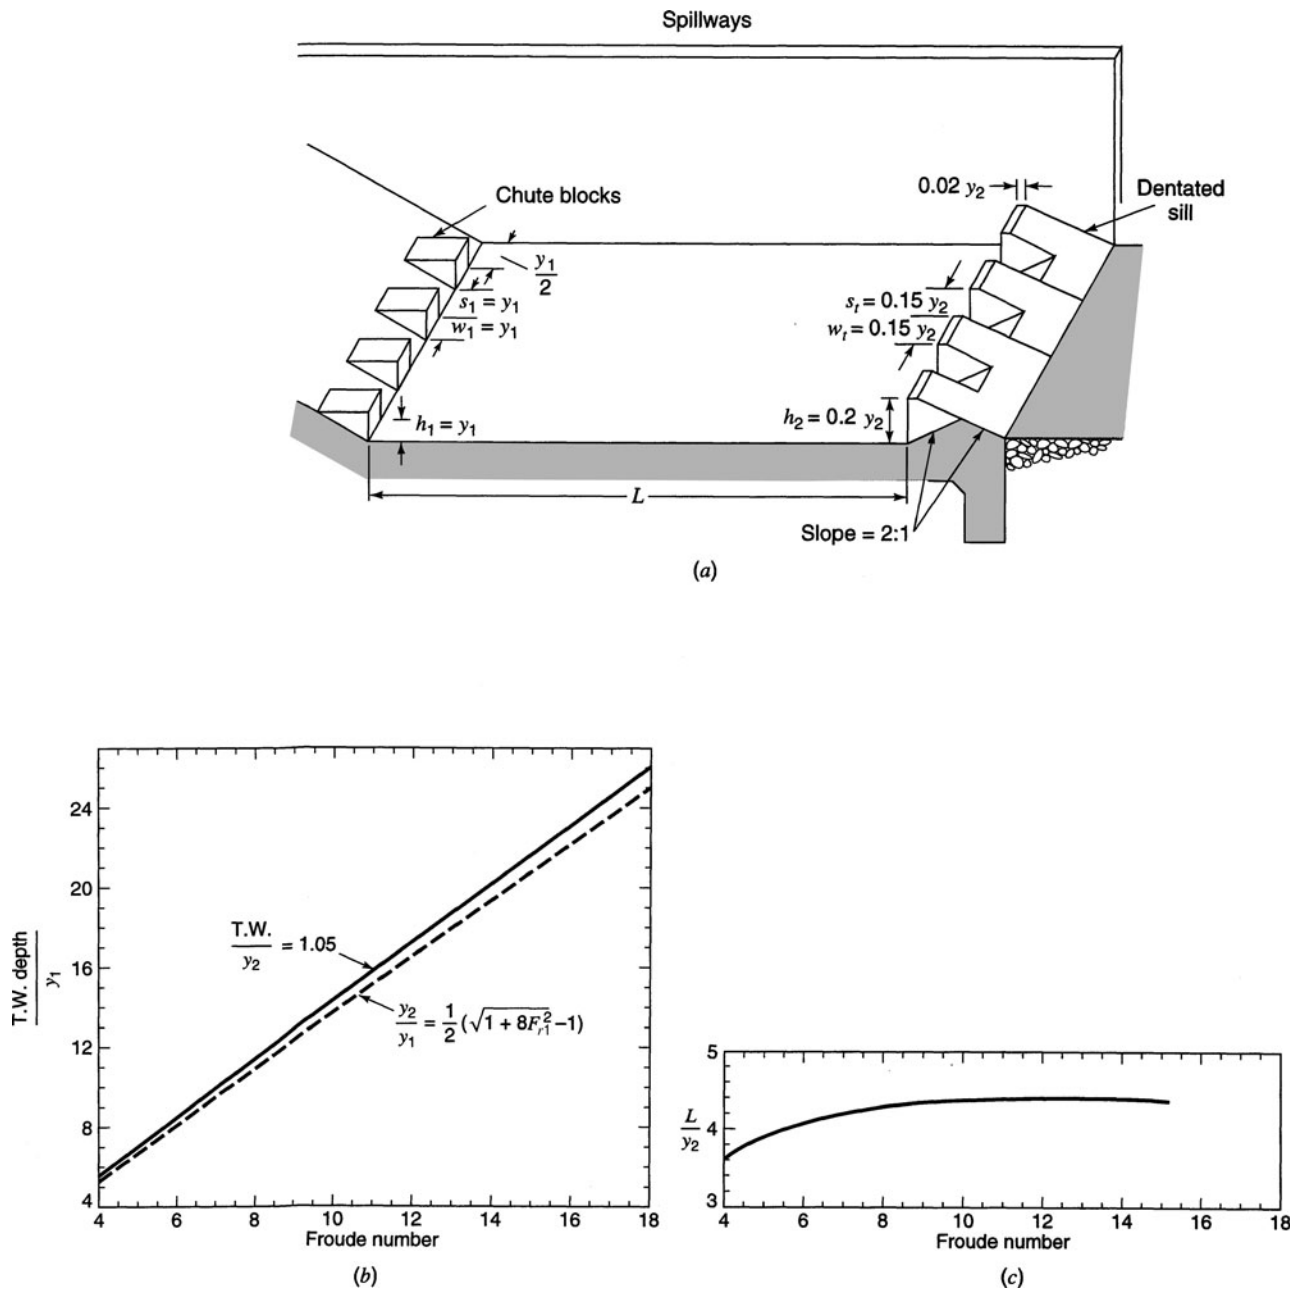 Spillways
0.02 y₂
Dentated
sill
Chute blocks
y₁
2
s₁ = y₁
w₁ = y₁
sₜ = 0.15 y₂
wₜ = 0.15 y₂
h₁ = y₁
h₂ = 0.2 y₂
L
Slope = 2:1
(a)
T.W. depth
y₁
24
20
16
12
8
4
T.W.
y₂
= 1.05
y₂/y₁ = 1/2 (√1 + 8Fᵣ₁² −1)
4 6 8 10 12 14 16 18
Froude number
(b)
L
y₂
5
4
3
4 6 8 10 12 14 16 18
Froude number
(c)